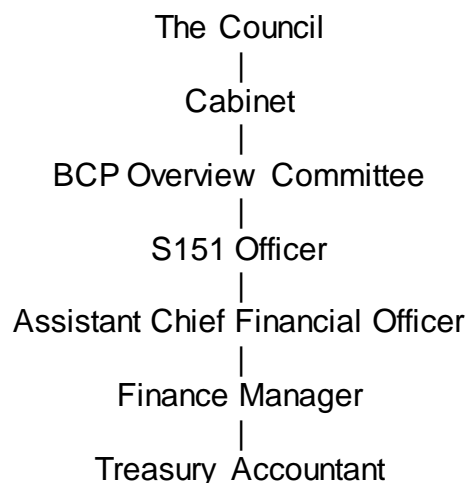 The Council
Cabinet
BCP Overview Committee
S151 Officer
Assistant Chief Financial Officer
Finance Manager
Treasury Accountant